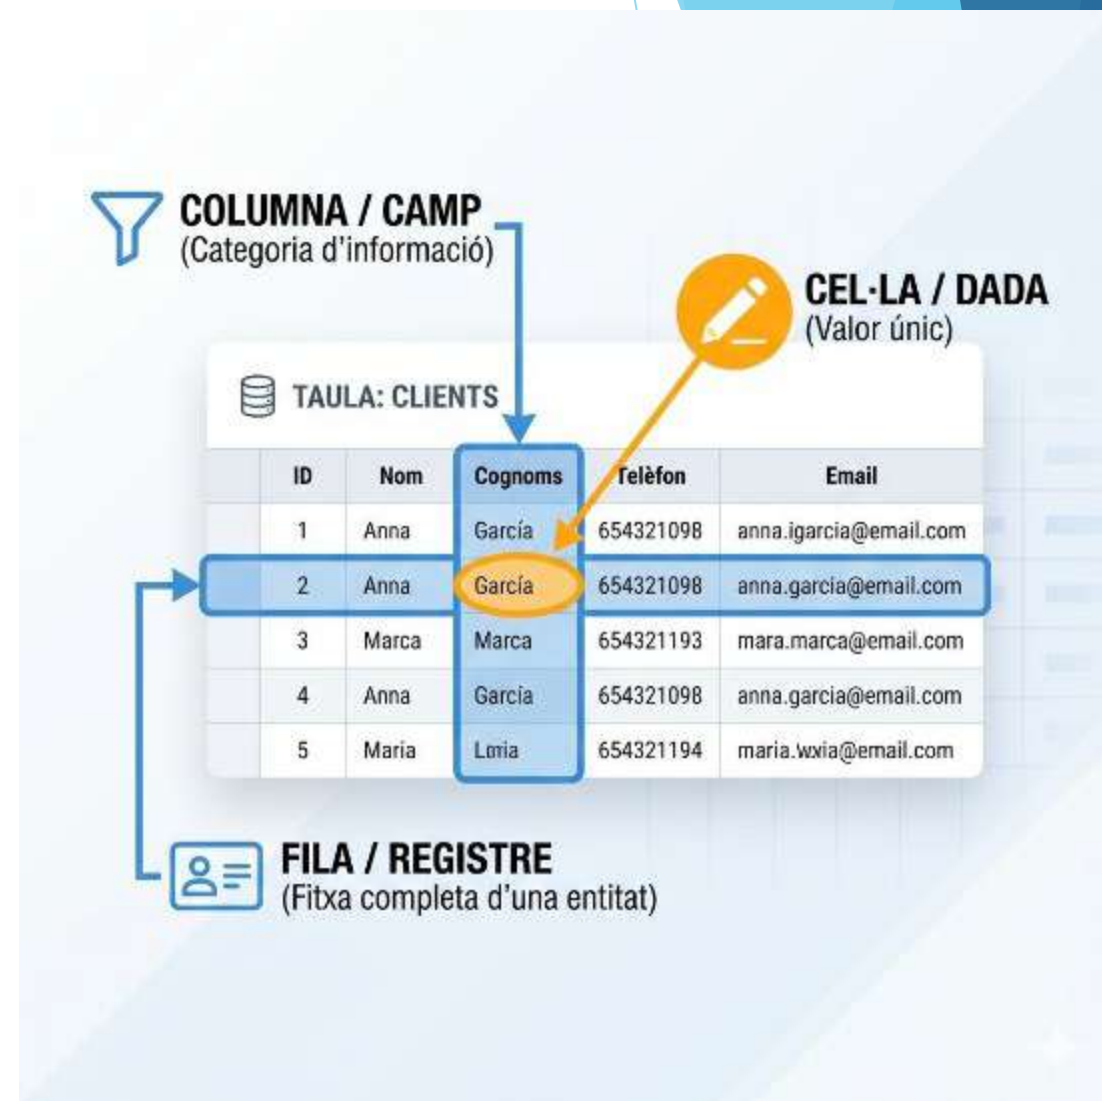 COLUMNA / CAMP
(Categoria d'informació)
CEL·LA / DADA
(Valor únic)
TAULA: CLIENTS
ID Nom Cognoms Telèfon Email
1 Anna García 654321098 anna.igarcia@email.com
2 Anna García 654321098 anna.garcia@email.com
3 Marca Marca 654321193 mara.marca@email.com
4 Anna García 654321098 anna.garcia@email.com
5 Maria 654321194 maria.wxia@email.com
FILA / REGISTRE
(Fitxa completa d'una entitat)